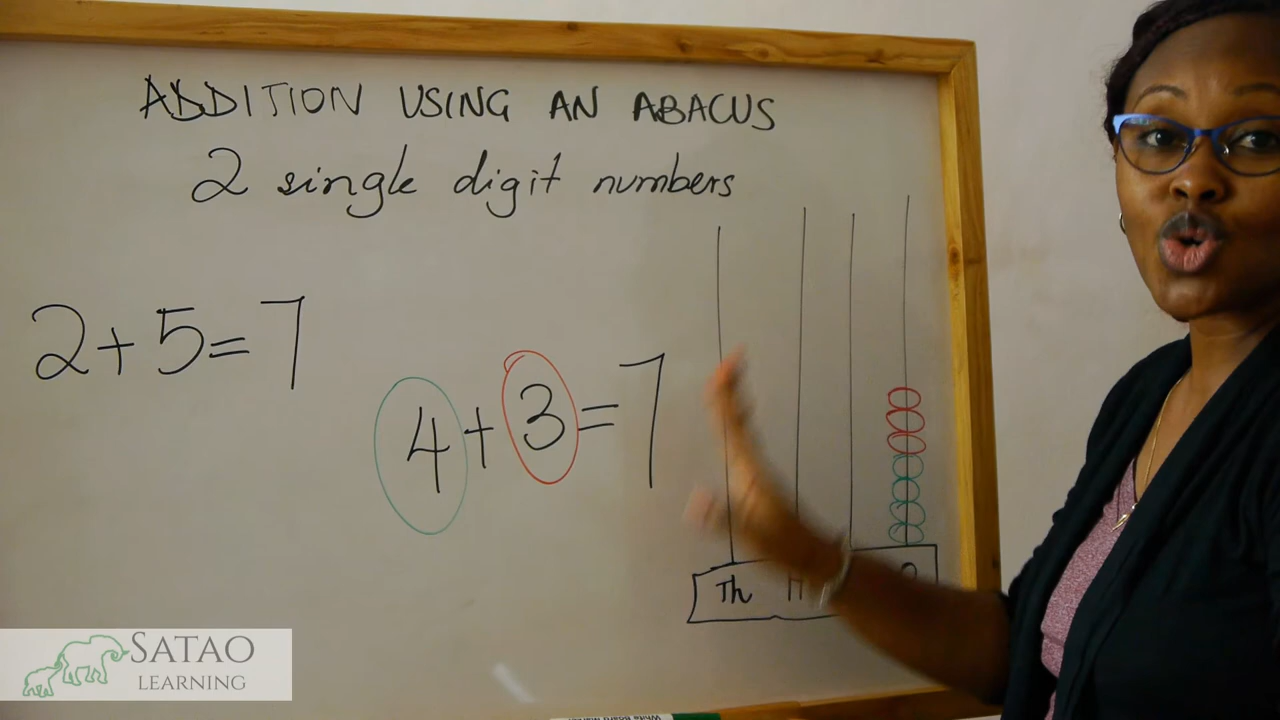 ADDITION USING AN ABACUS
2 single digit numbers
2+5=7
4+3=7
Th H
SATAO
LEARNING